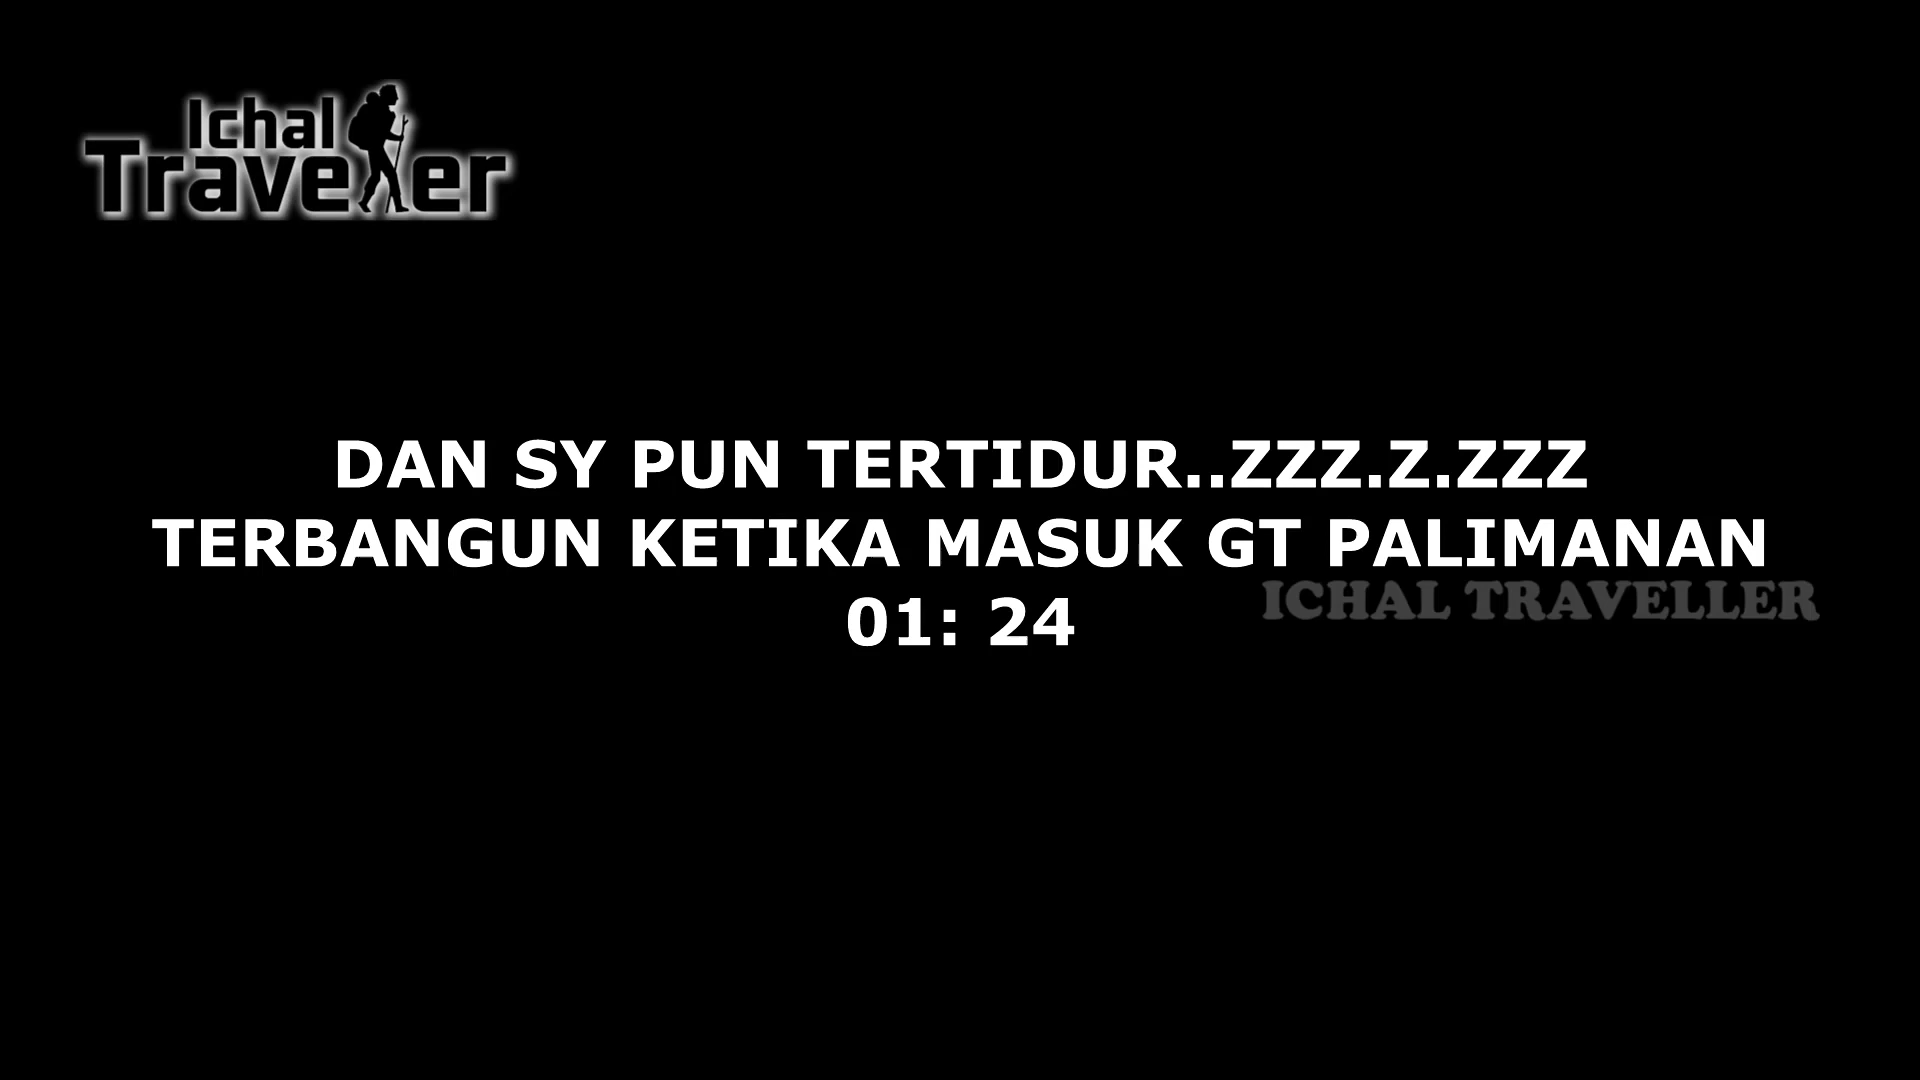 Ichal
Traveller
DAN SY PUN TERTIDUR..ZZZ.Z.ZZZ
TERBANGUN KETIKA MASUK GT PALIMANAN
01: 24
ICHAL TRAVELLER